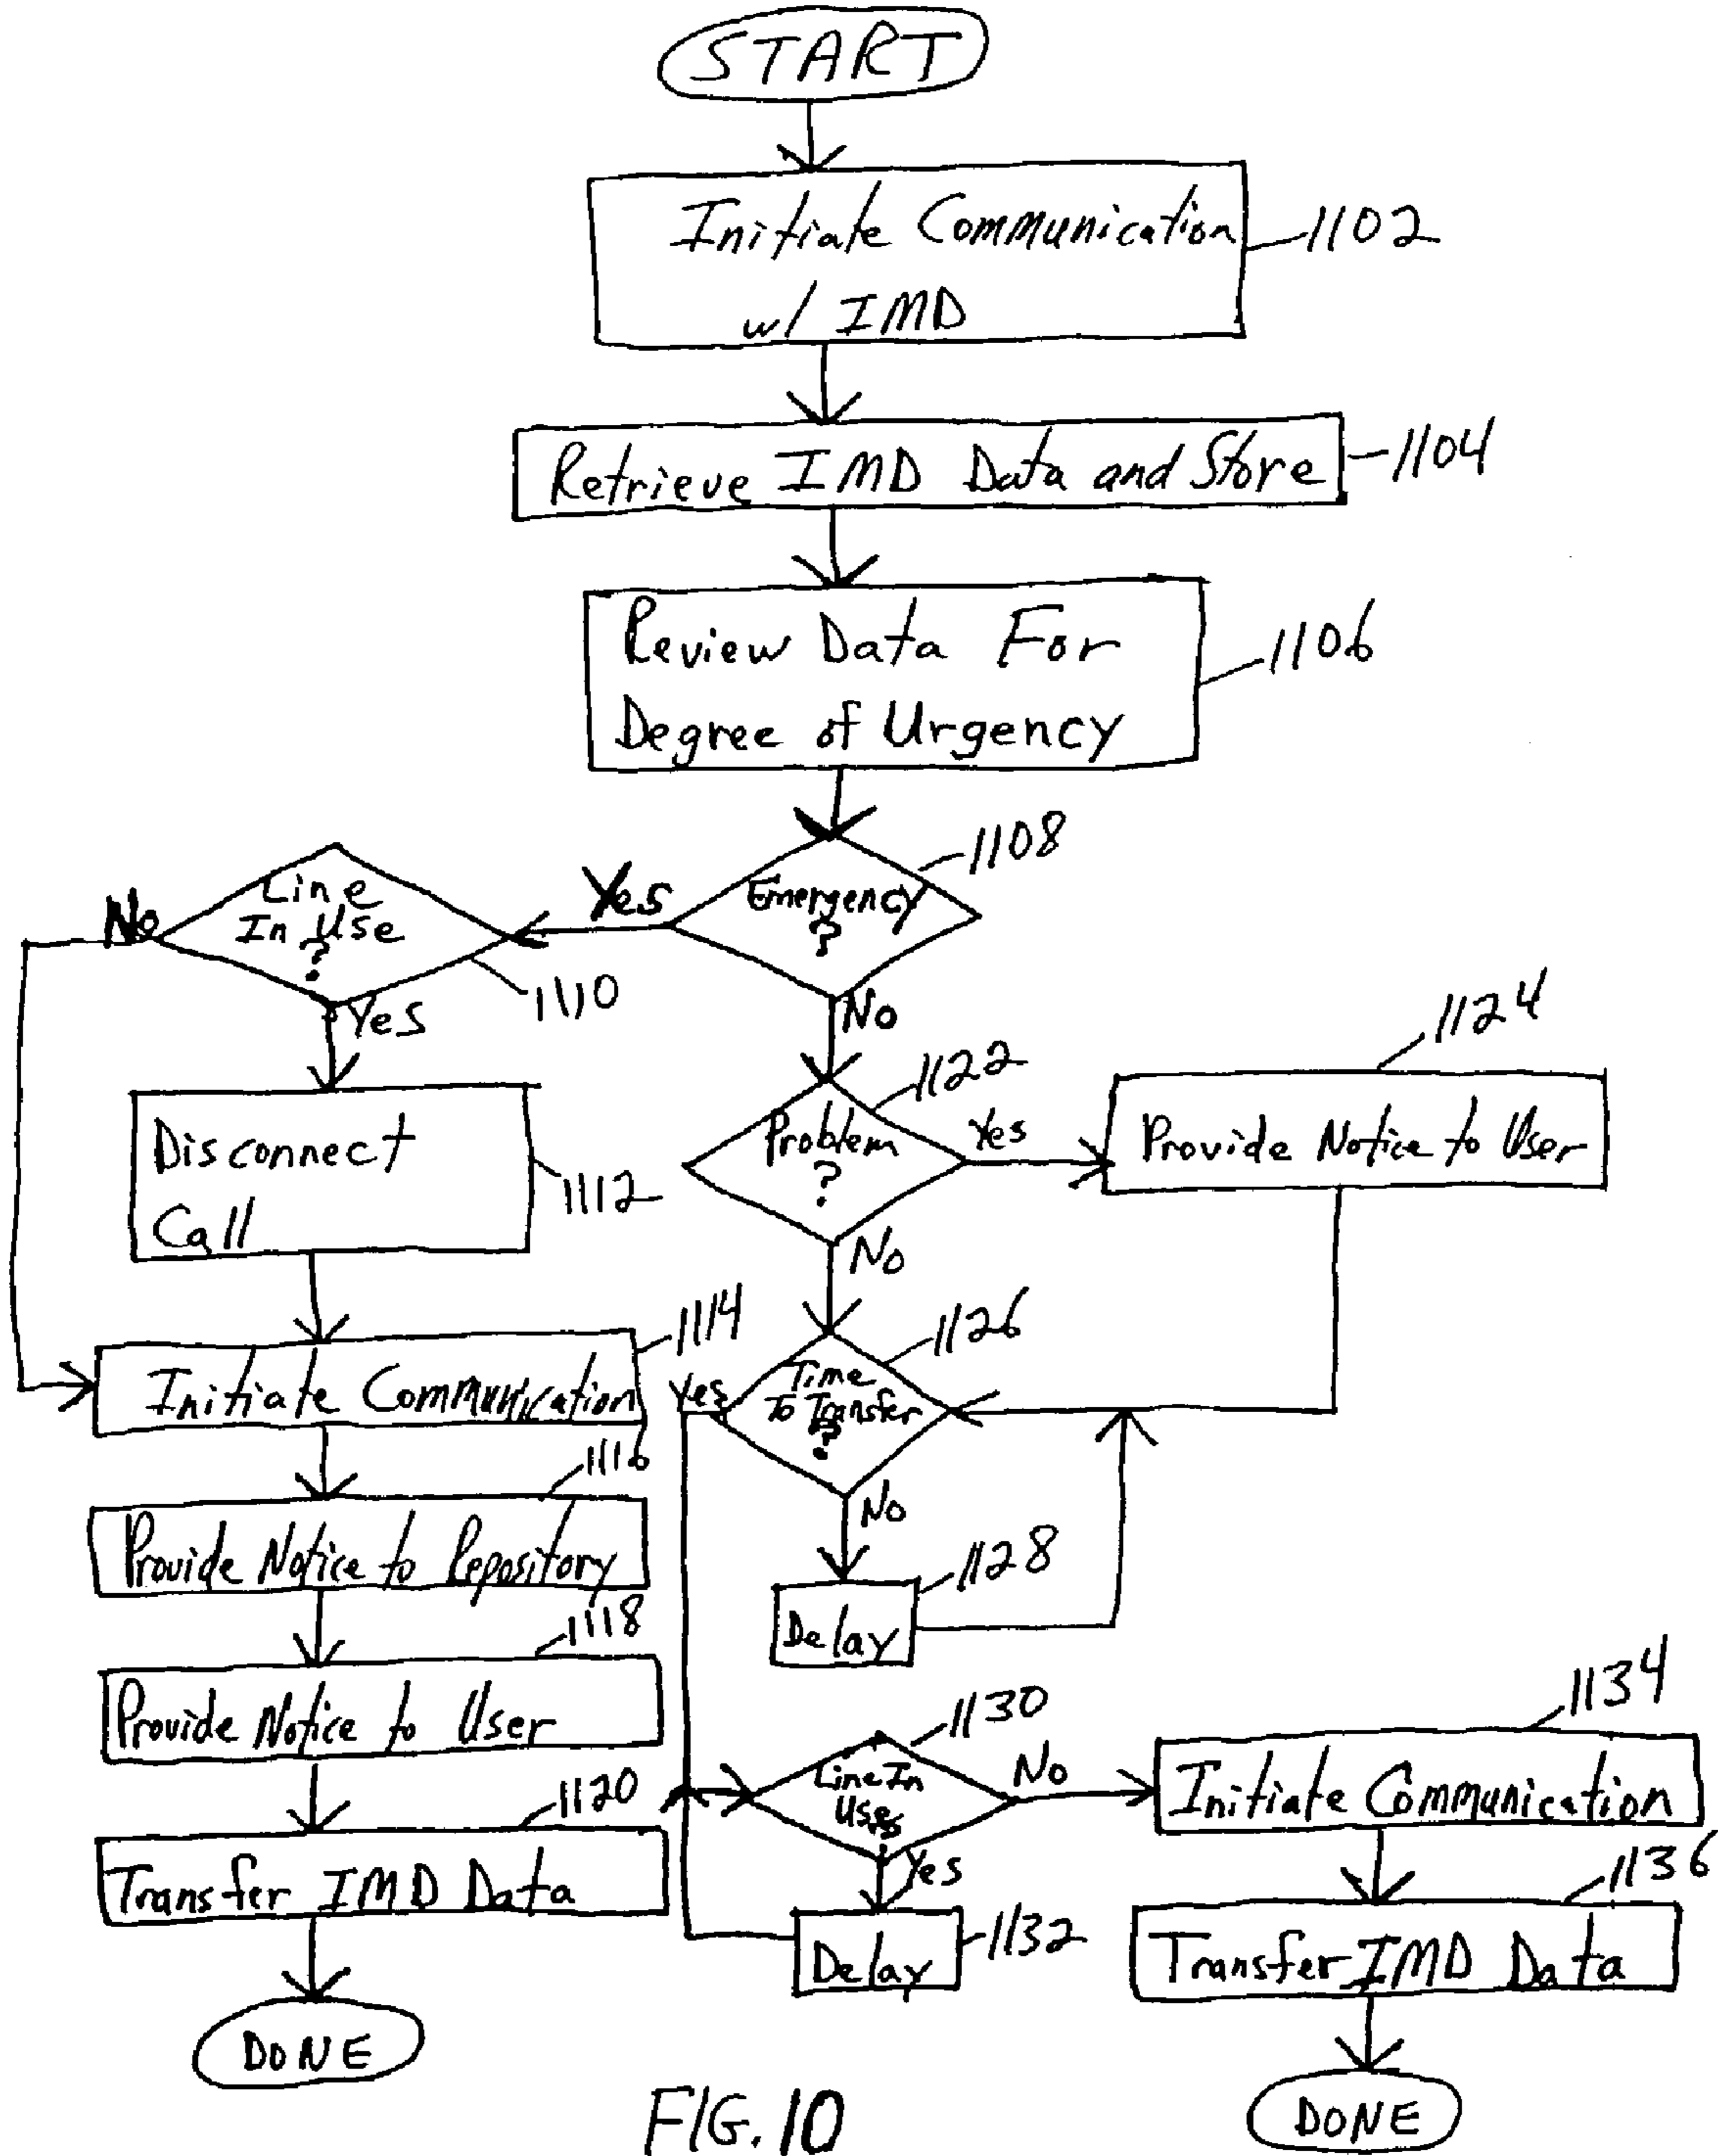 START
Initiate Communication
w/ IMD
1102
Retrieve IMD Data and Store
1104
Review Data For
Degree of Urgency
1106
Emergency
?
1108
Yes
No
Line
In Use
?
1110
No
Yes
Disconnect
Call
1112
Problem
?
1122
Yes
No
Provide Notice to User
1124
Initiate Communication
1114
Time
To Transfer
?
1126
Yes
No
Provide Notice to Repository
1116
Delay
1128
Provide Notice to User
1118
Line In
Use?
1130
No
Yes
Initiate Communication
1134
Transfer IMD Data
1120
Delay
1132
Transfer IMD Data
1136
DONE
DONE
FIG. 10